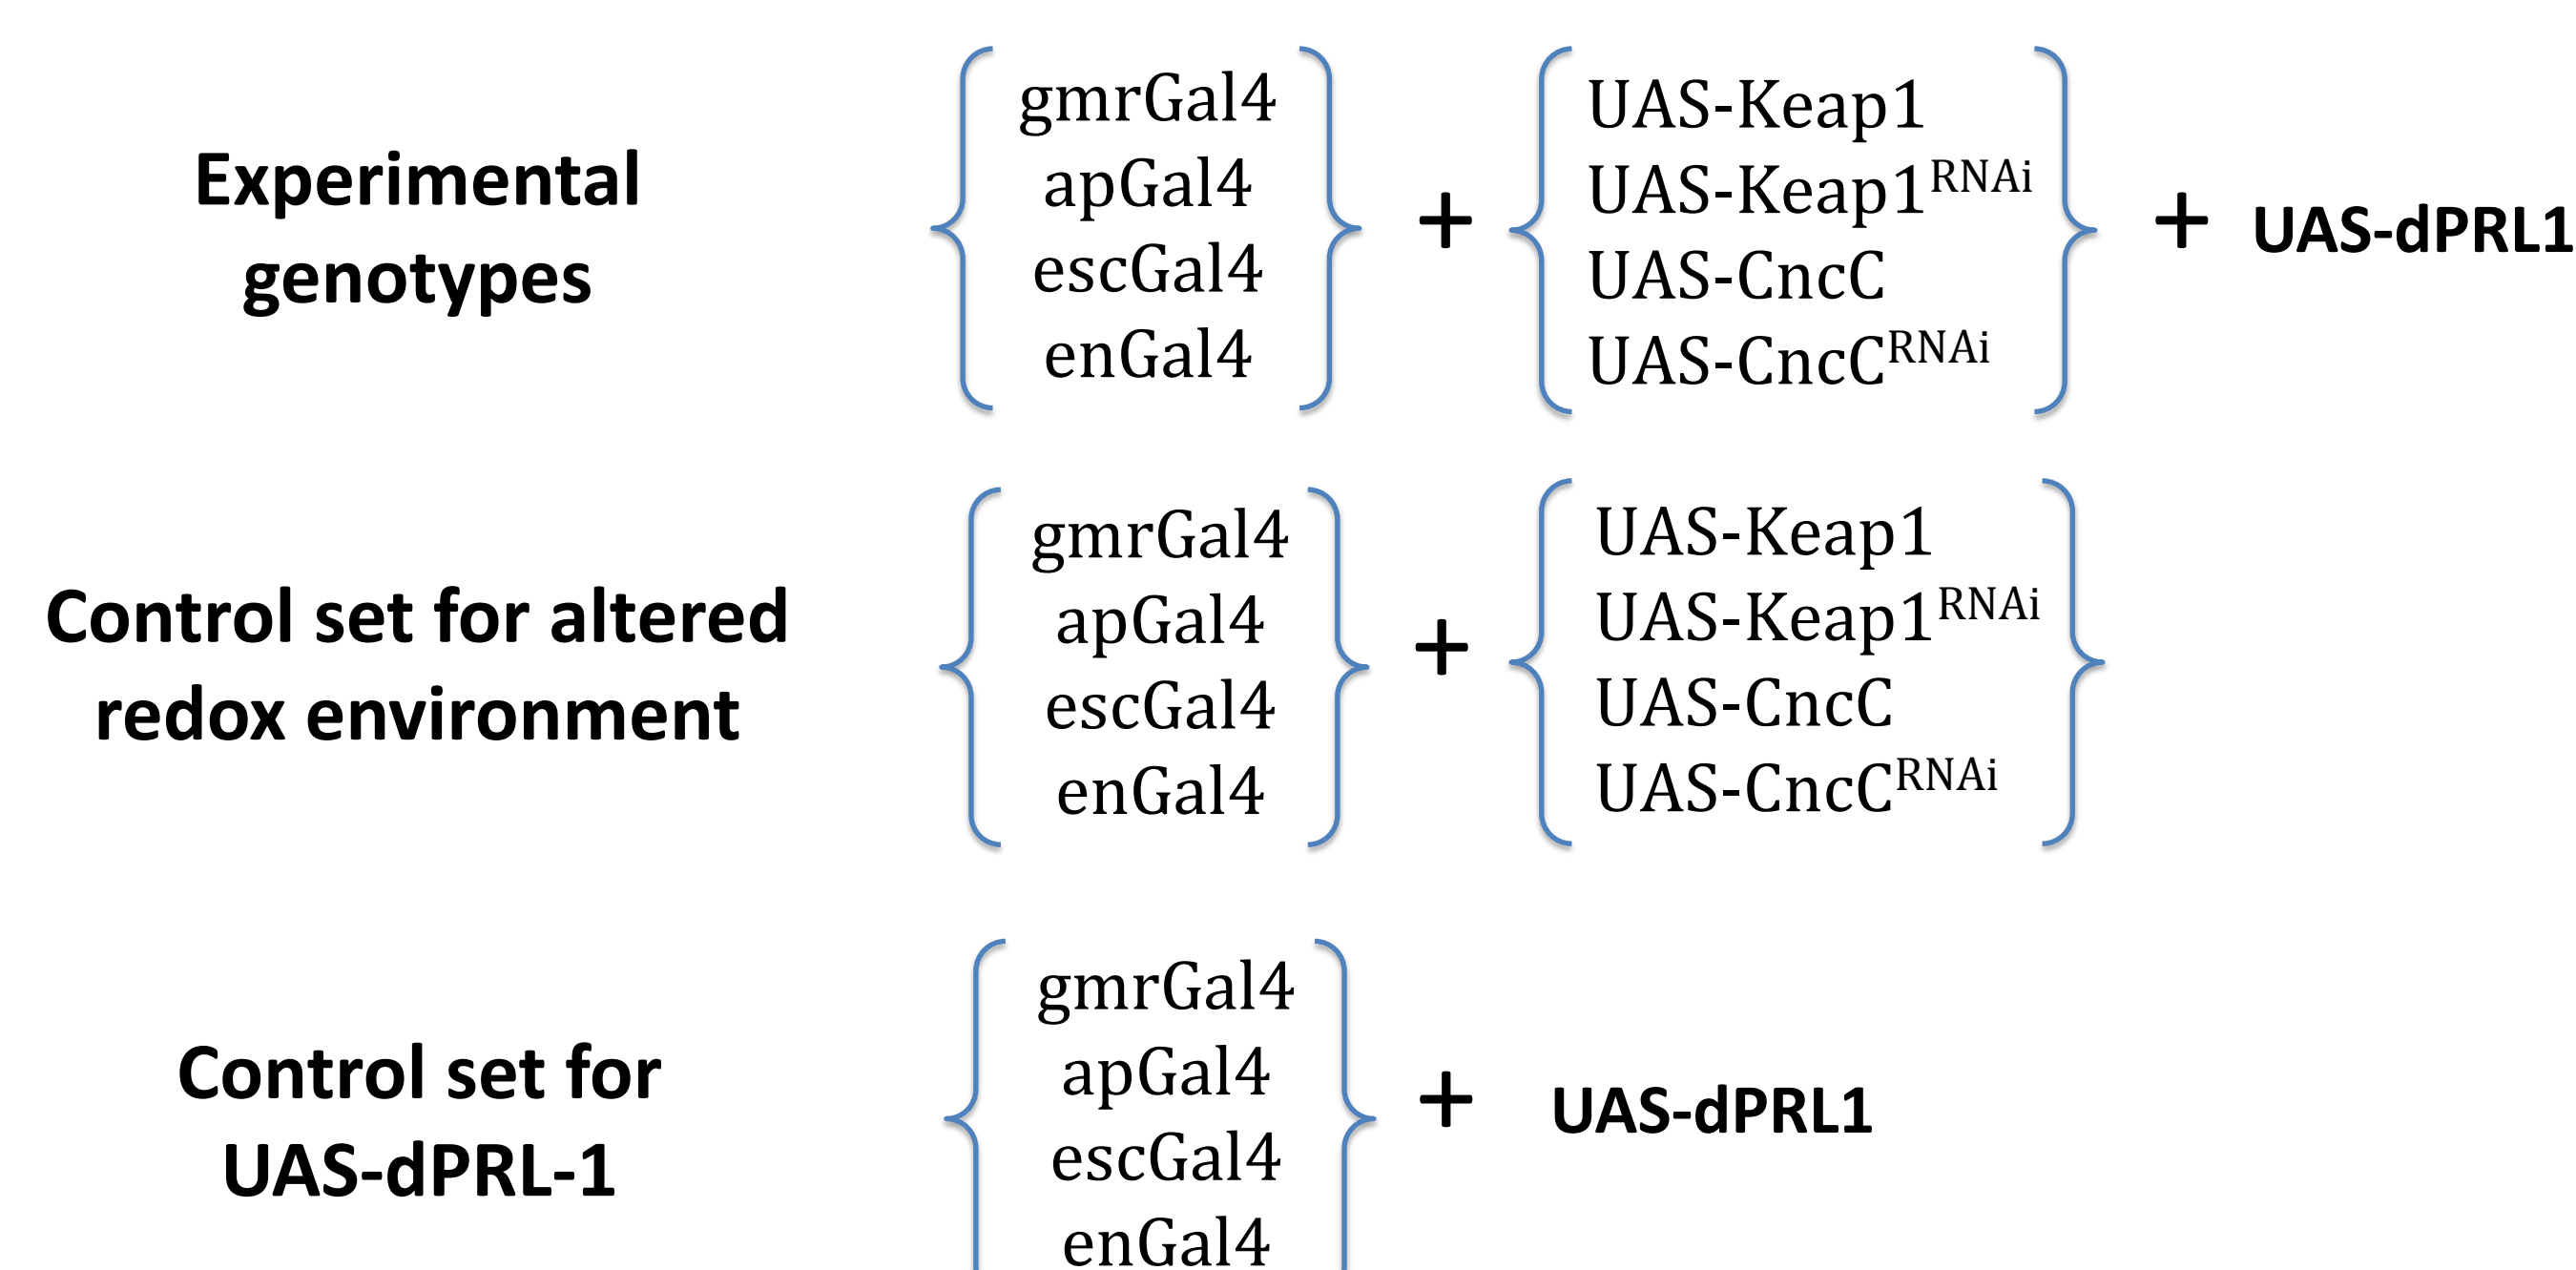 Experimental
genotypes
gmrGal4
apGal4
escGal4
enGal4
+
UAS-Keap1
UAS-Keap1RNAi
UAS-CncC
UAS-CncCRNAi
+ UAS-dPRL1
Control set for altered
redox environment
gmrGal4
apGal4
escGal4
enGal4
+
UAS-Keap1
UAS-Keap1RNAi
UAS-CncC
UAS-CncCRNAi
Control set for
UAS-dPRL-1
gmrGal4
apGal4
escGal4
enGal4
+ UAS-dPRL1